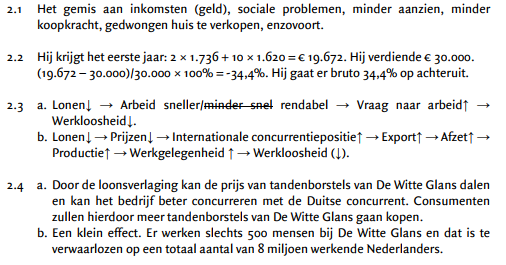 2.1 Het gemis aan inkomsten (geld), sociale problemen, minder aanzien, minder
koopkracht, gedwongen huis te verkopen, enzovoort.
2.2 Hij krijgt het eerste jaar: 2 × 1.736 + 10 × 1.620 = € 19.672. Hij verdiende € 30.000.
(19.672 – 30.000)/30.000 × 100% = -34,4%. Hij gaat er bruto 34,4% op achteruit.
2.3 a. Lonen↓ → Arbeid sneller/minder snel rendabel → Vraag naar arbeid↑ →
Werkloosheid↓.
b. Lonen↓ → Prijzen↓ → Internationale concurrentiepositie↑ → Export↑ → Afzet↑ →
Productie↑ → Werkgelegenheid ↑ → Werkloosheid (↓).
2.4 a. Door de loonsverlaging kan de prijs van tandenborstels van De Witte Glans dalen
en kan het bedrijf beter concurreren met de Duitse concurrent. Consumenten
zullen hierdoor meer tandenborstels van De Witte Glans gaan kopen.
b. Een klein effect. Er werken slechts 500 mensen bij De Witte Glans en dat is te
verwaarlozen op een totaal aantal van 8 miljoen werkende Nederlanders.